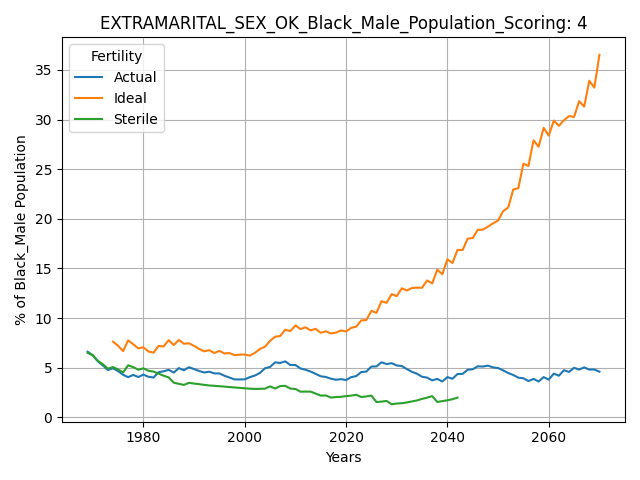 EXTRAMARITAL_SEX_OK_Black_Male_Population_Scoring: 4
Fertility
Actual
Ideal
Sterile
% of Black_Male Population
35
30
25
20
15
10
5
0
1980
2000
2020
2040
2060
Years